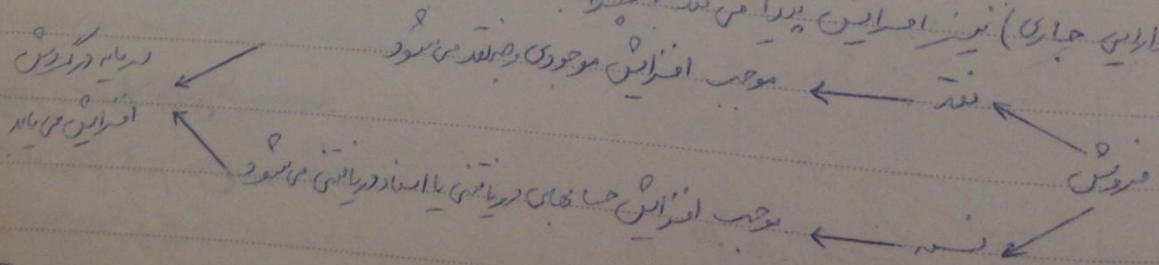 دارایی جاری) نیز افزایش پیدا می
فروش
نقد موجب افزایش موجودی وجه نقد می شود
نسیه موجب افزایش حسابهای دریافتنی یا اسناد دریافتنی می شود
سرمایه در گردش
افزایش می یابد